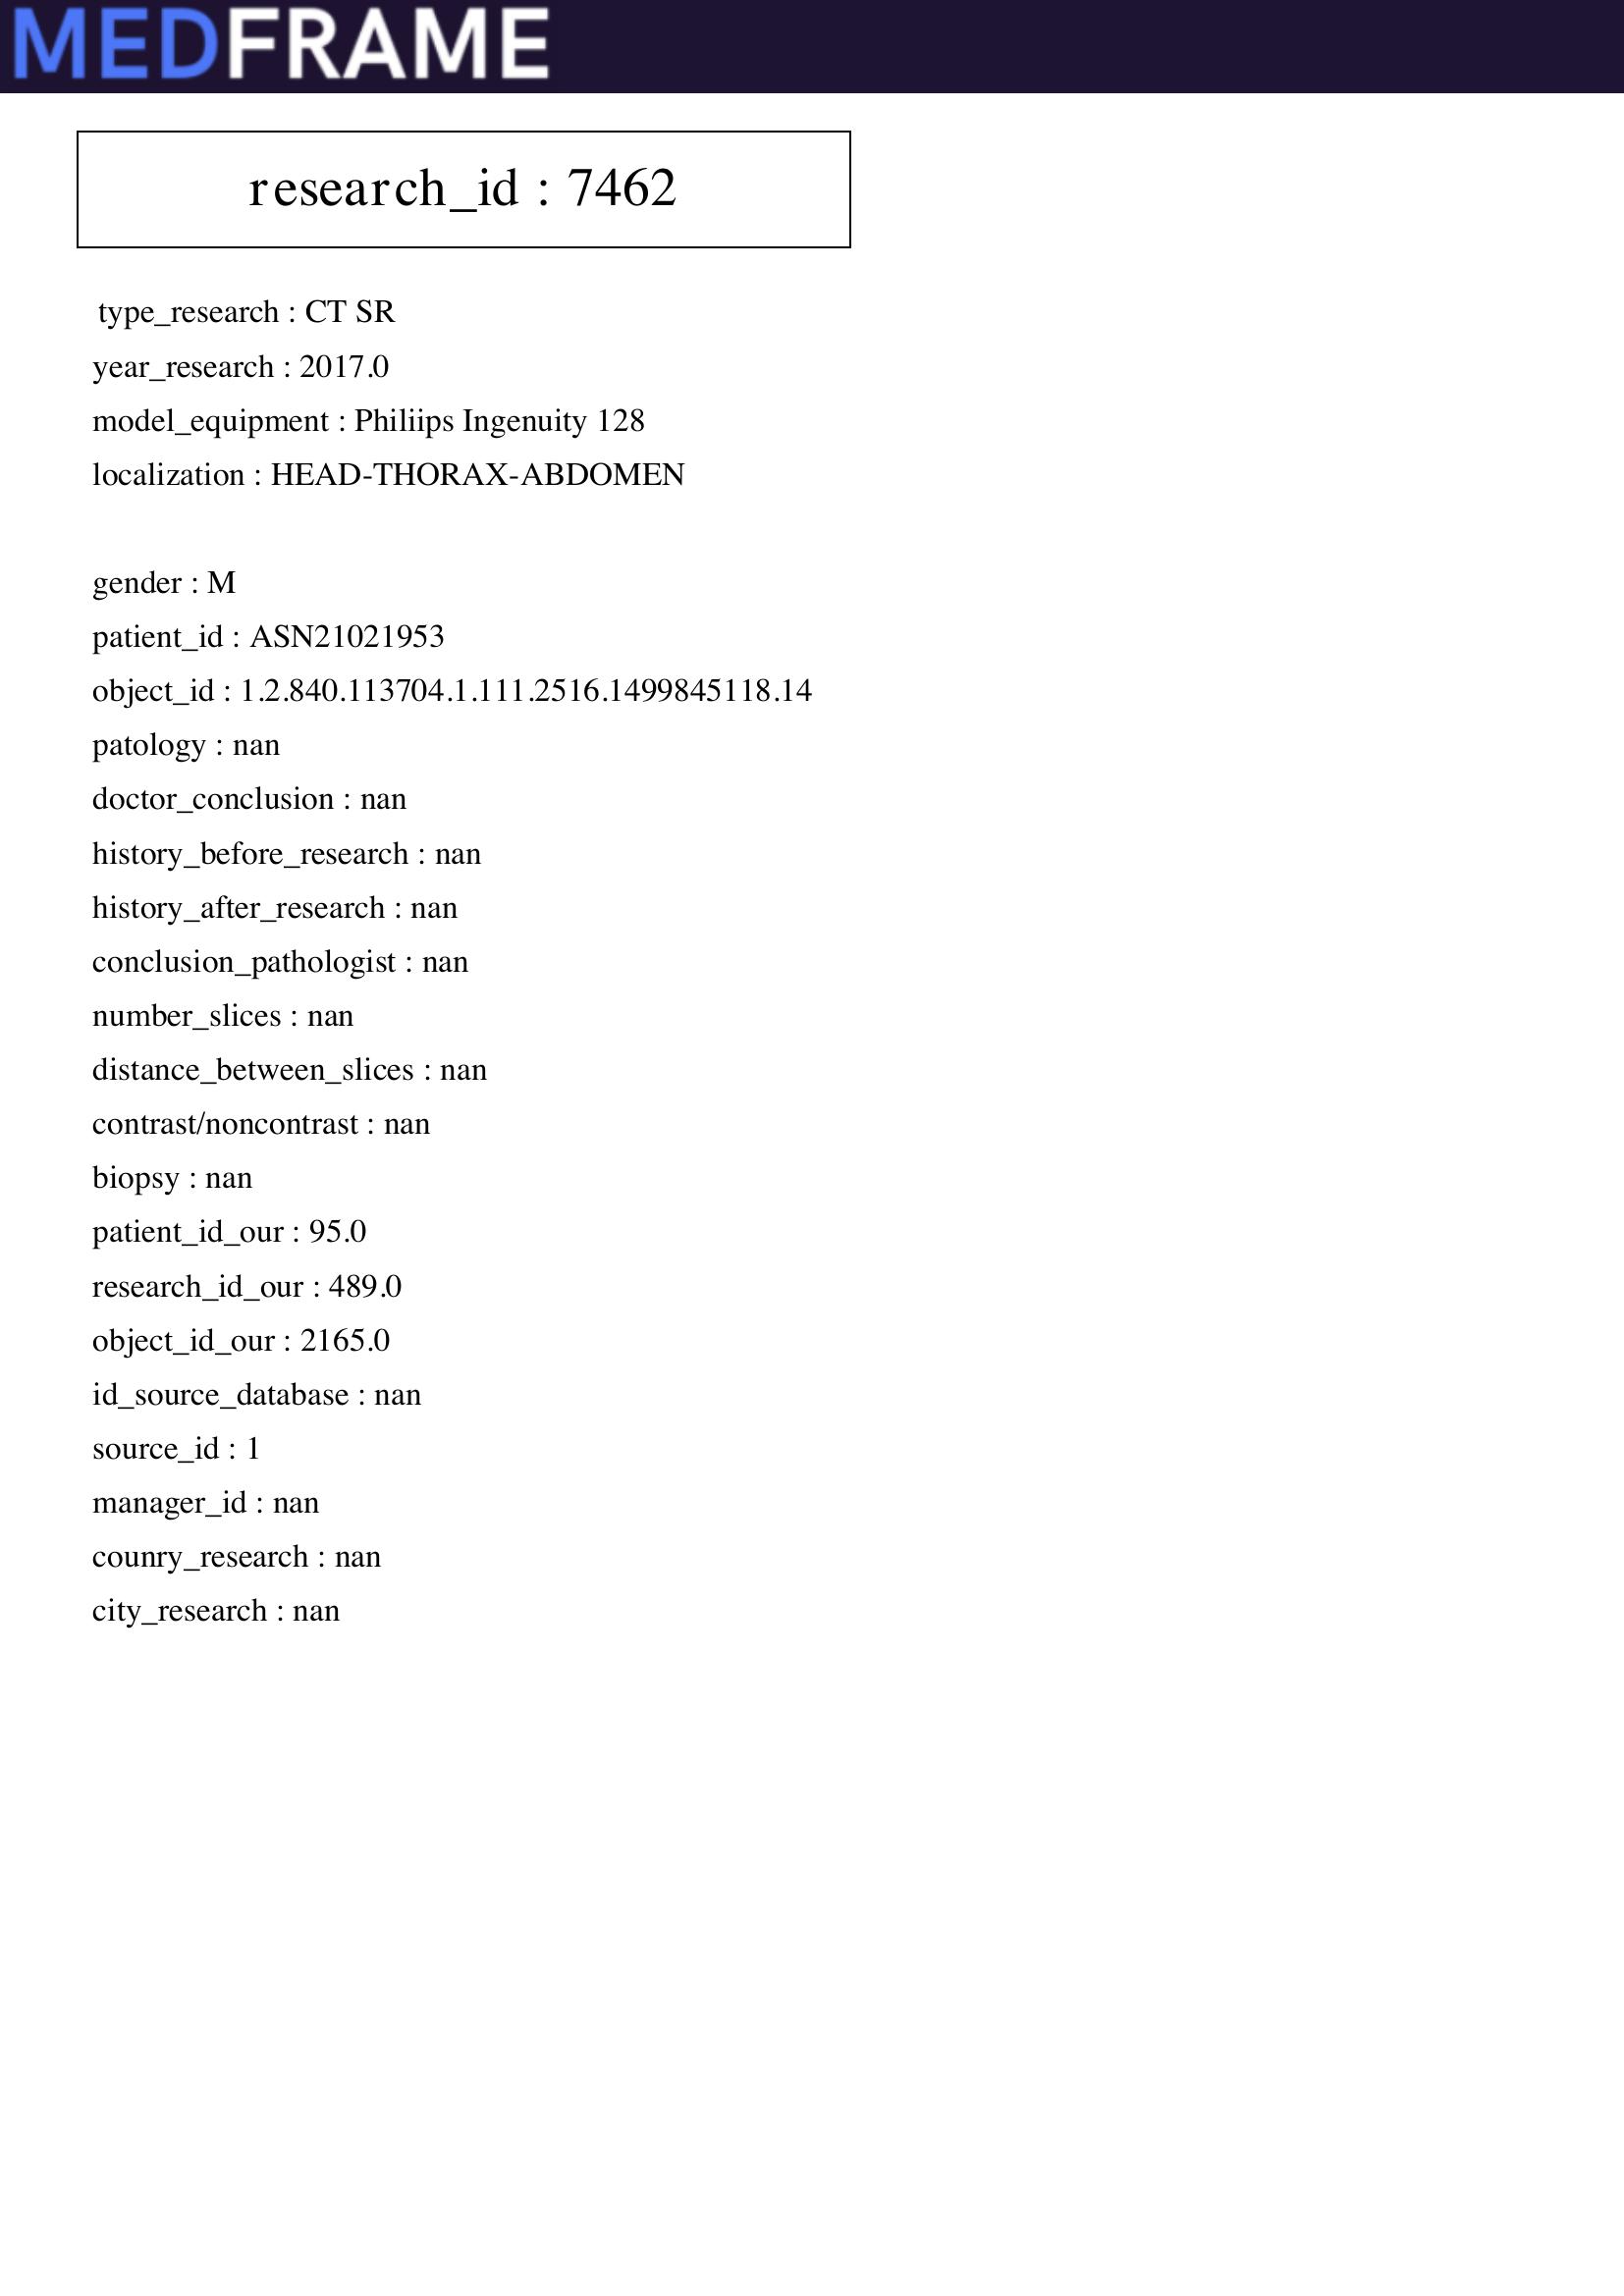 MEDFRAME
research_id : 7462
type_research : CT SR
year_research : 2017.0
model_equipment : Philiips Ingenuity 128
localization : HEAD-THORAX-ABDOMEN
gender : M
patient_id : ASN21021953
object_id : 1.2.840.113704.1.111.2516.1499845118.14
patology : nan
doctor_conclusion : nan
history_before_research : nan
history_after_research : nan
conclusion_pathologist : nan
number_slices : nan
distance_between_slices : nan
contrast/noncontrast : nan
biopsy : nan
patient_id_our : 95.0
research_id_our : 489.0
object_id_our : 2165.0
id_source_database : nan
source_id : 1
manager_id : nan
counry_research : nan
city_research : nan